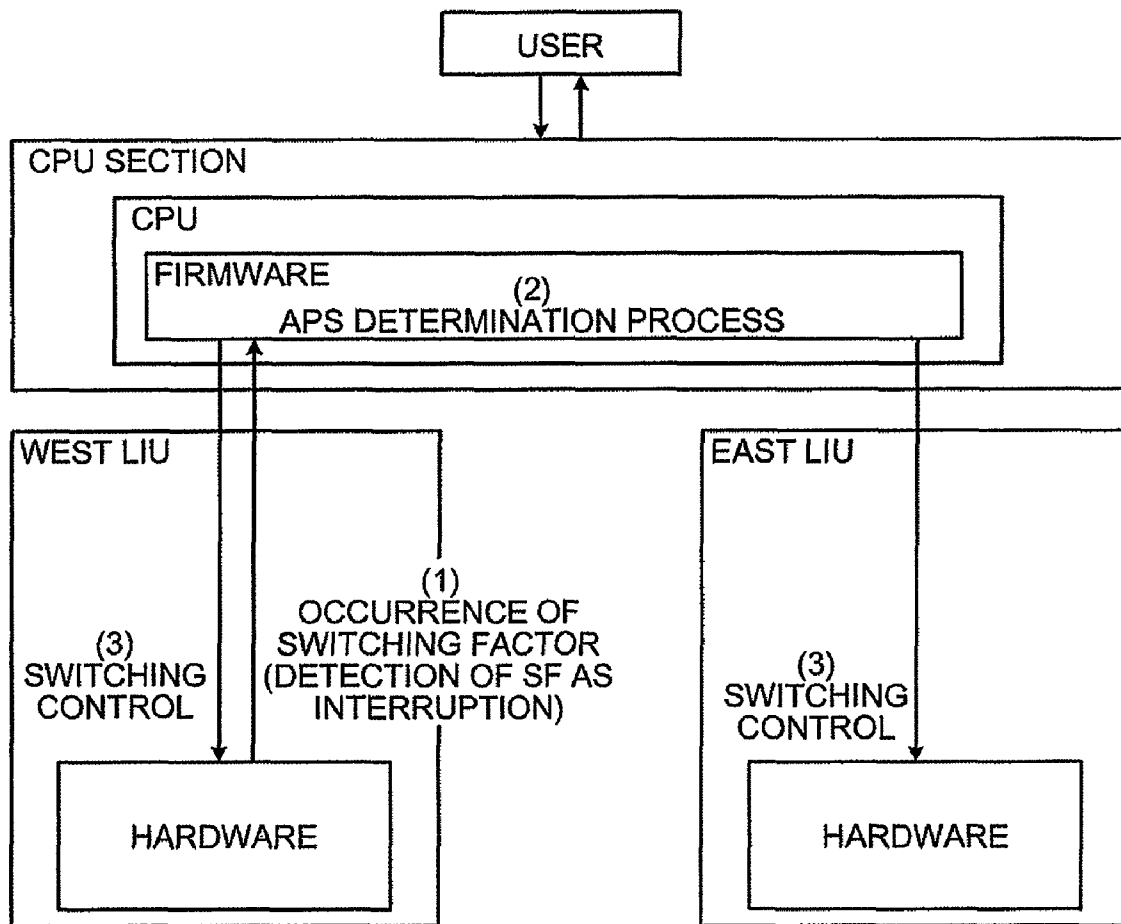 USER
CPU SECTION
CPU
FIRMWARE
(2)
APS DETERMINATION PROCESS
WEST LIU
EAST LIU
(1)
OCCURRENCE OF
SWITCHING FACTOR
(DETECTION OF SF AS
INTERRUPTION)
(3)
SWITCHING
CONTROL
(3)
SWITCHING
CONTROL
HARDWARE
HARDWARE